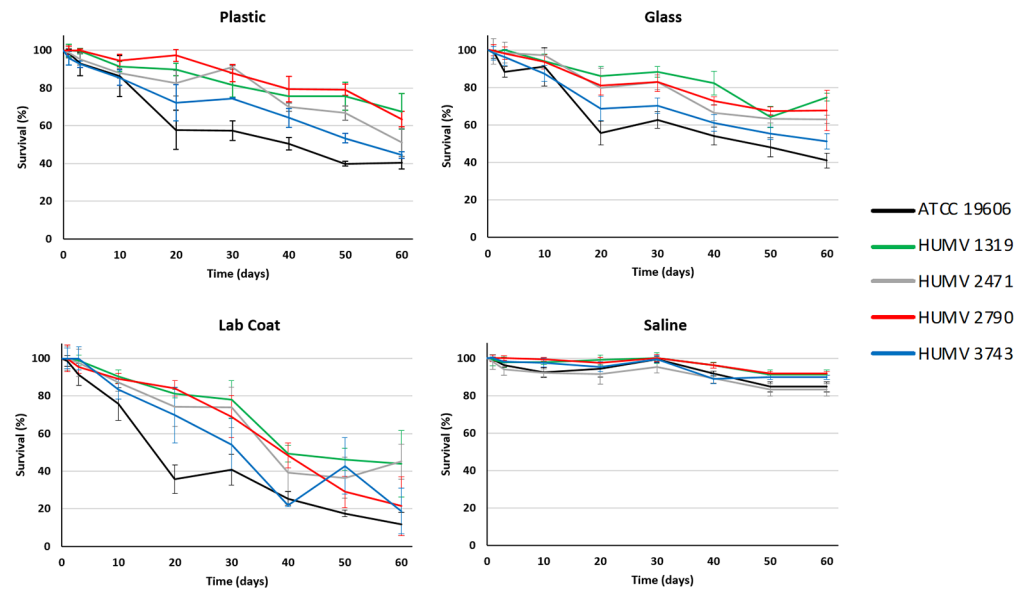 Plastic
100
80
60
40
20
0
Survival (%)
0 10 20 30 40 50 60
Time (days)
Glass
100
80
60
40
20
0
Survival (%)
0 10 20 30 40 50 60
Time (days)
Lab Coat
100
80
60
40
20
0
Survival (%)
0 10 20 30 40 50 60
Time (days)
Saline
100
80
60
40
20
0
Survival (%)
0 10 20 30 40 50 60
Time (days)
ATCC 19606
HUMV 1319
HUMV 2471
HUMV 2790
HUMV 3743